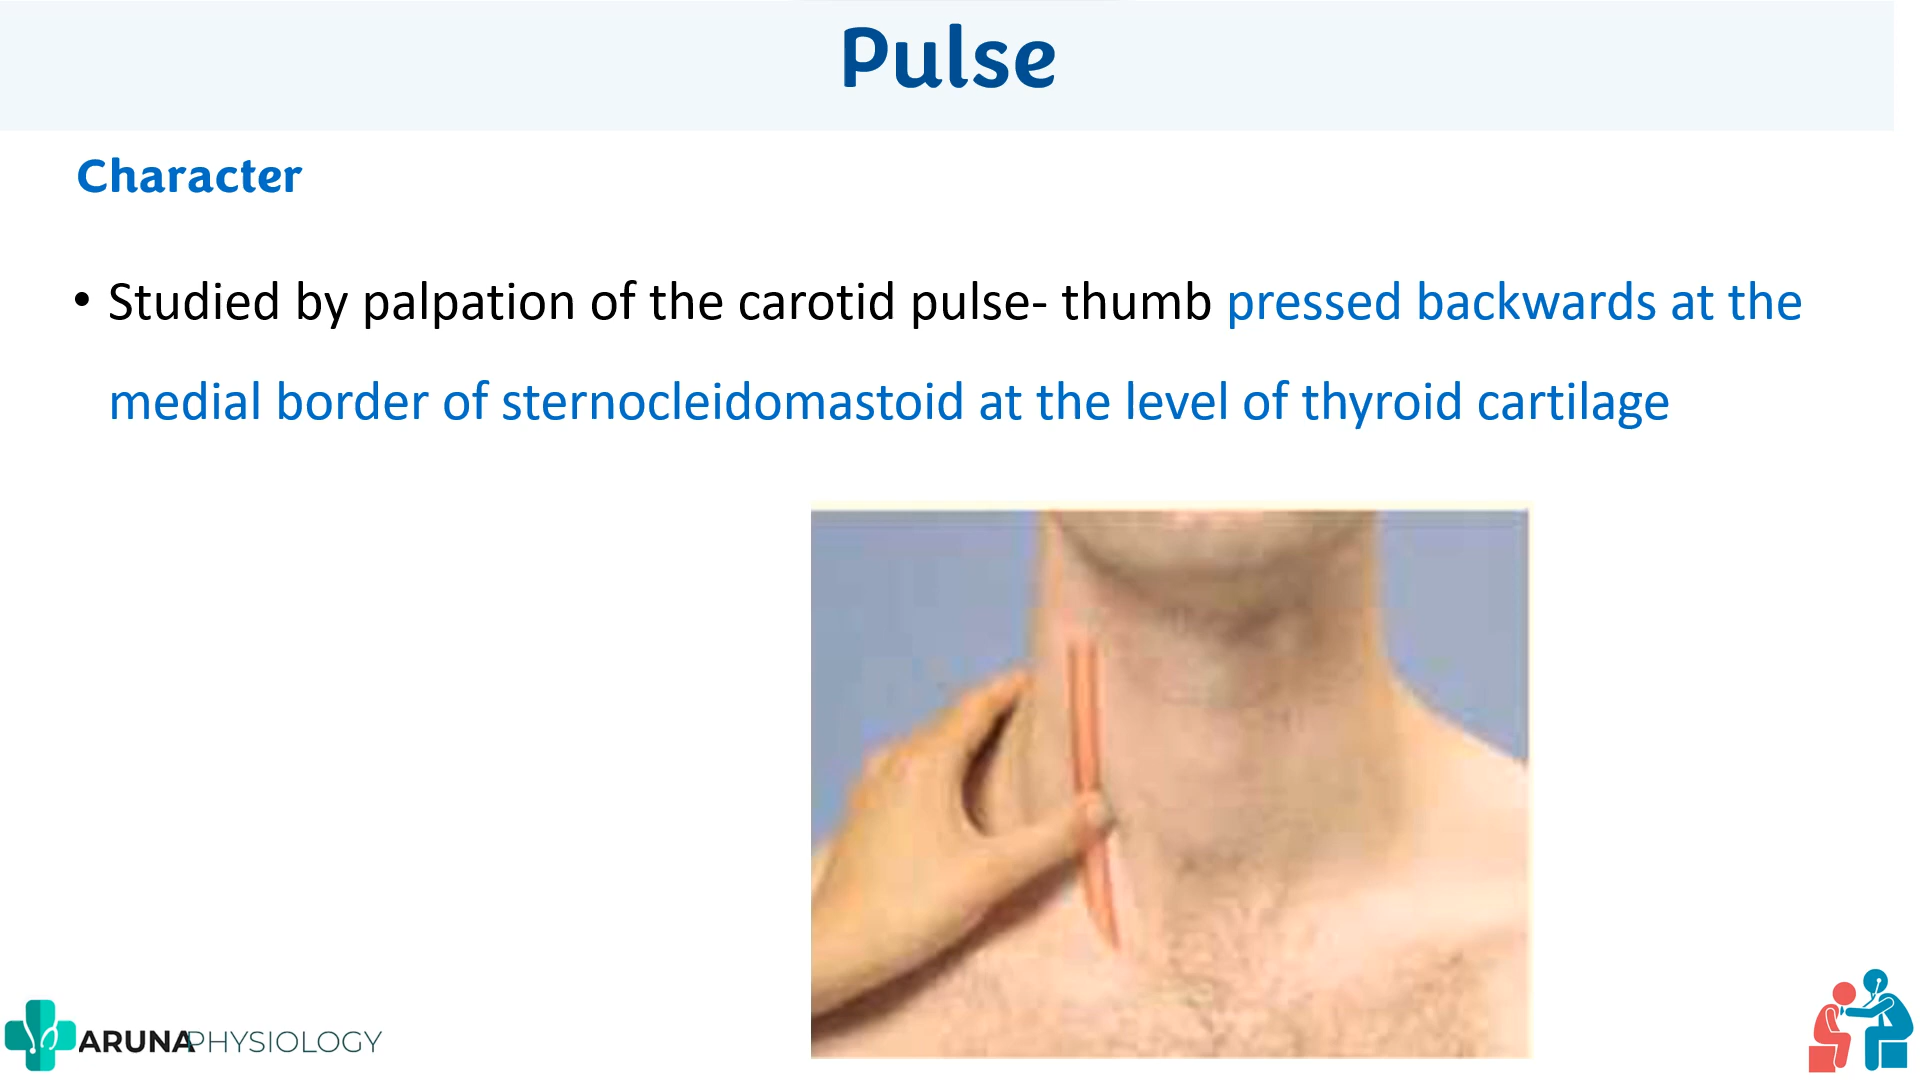 Pulse
Character
• Studied by palpation of the carotid pulse- thumb pressed backwards at the
medial border of sternocleidomastoid at the level of thyroid cartilage
ARUNAPHYSIOLOGY